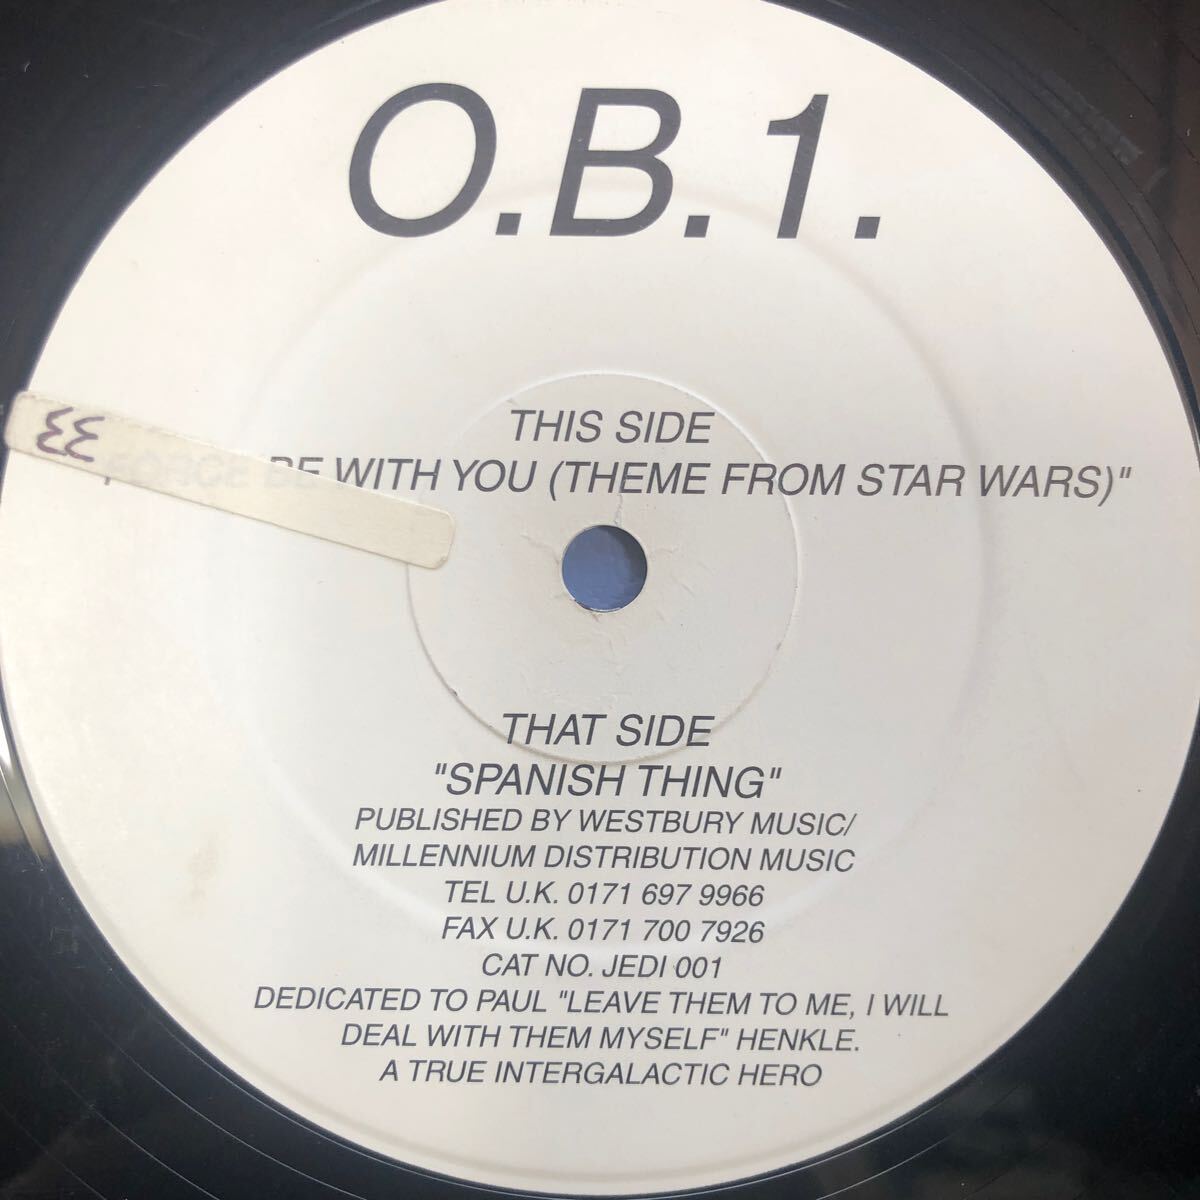 O.B.1.
THIS SIDE
33
"FORCE BE WITH YOU (THEME FROM STAR WARS)"
THAT SIDE
"SPANISH THING"
PUBLISHED BY WESTBURY MUSIC/
MILLENNIUM DISTRIBUTION MUSIC
TEL U.K. 0171 697 9966
FAX U.K. 0171 700 7926
CAT NO. JEDI 001
DEDICATED TO PAUL "LEAVE THEM TO ME, I WILL
DEAL WITH THEM MYSELF" HENKLE.
A TRUE INTERGALACTIC HERO